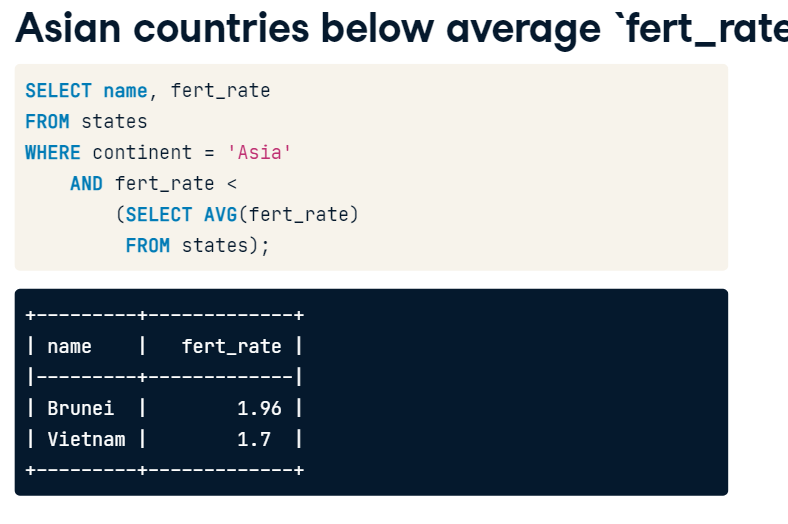 Asian countries below average `fert_rate
SELECT name, fert_rate
FROM states
WHERE continent = 'Asia'
    AND fert_rate <
        (SELECT AVG(fert_rate)
         FROM states);
+---------+-------------+
| name    |   fert_rate |
|---------+-------------|
| Brunei  |        1.96 |
| Vietnam |        1.7  |
+---------+-------------+